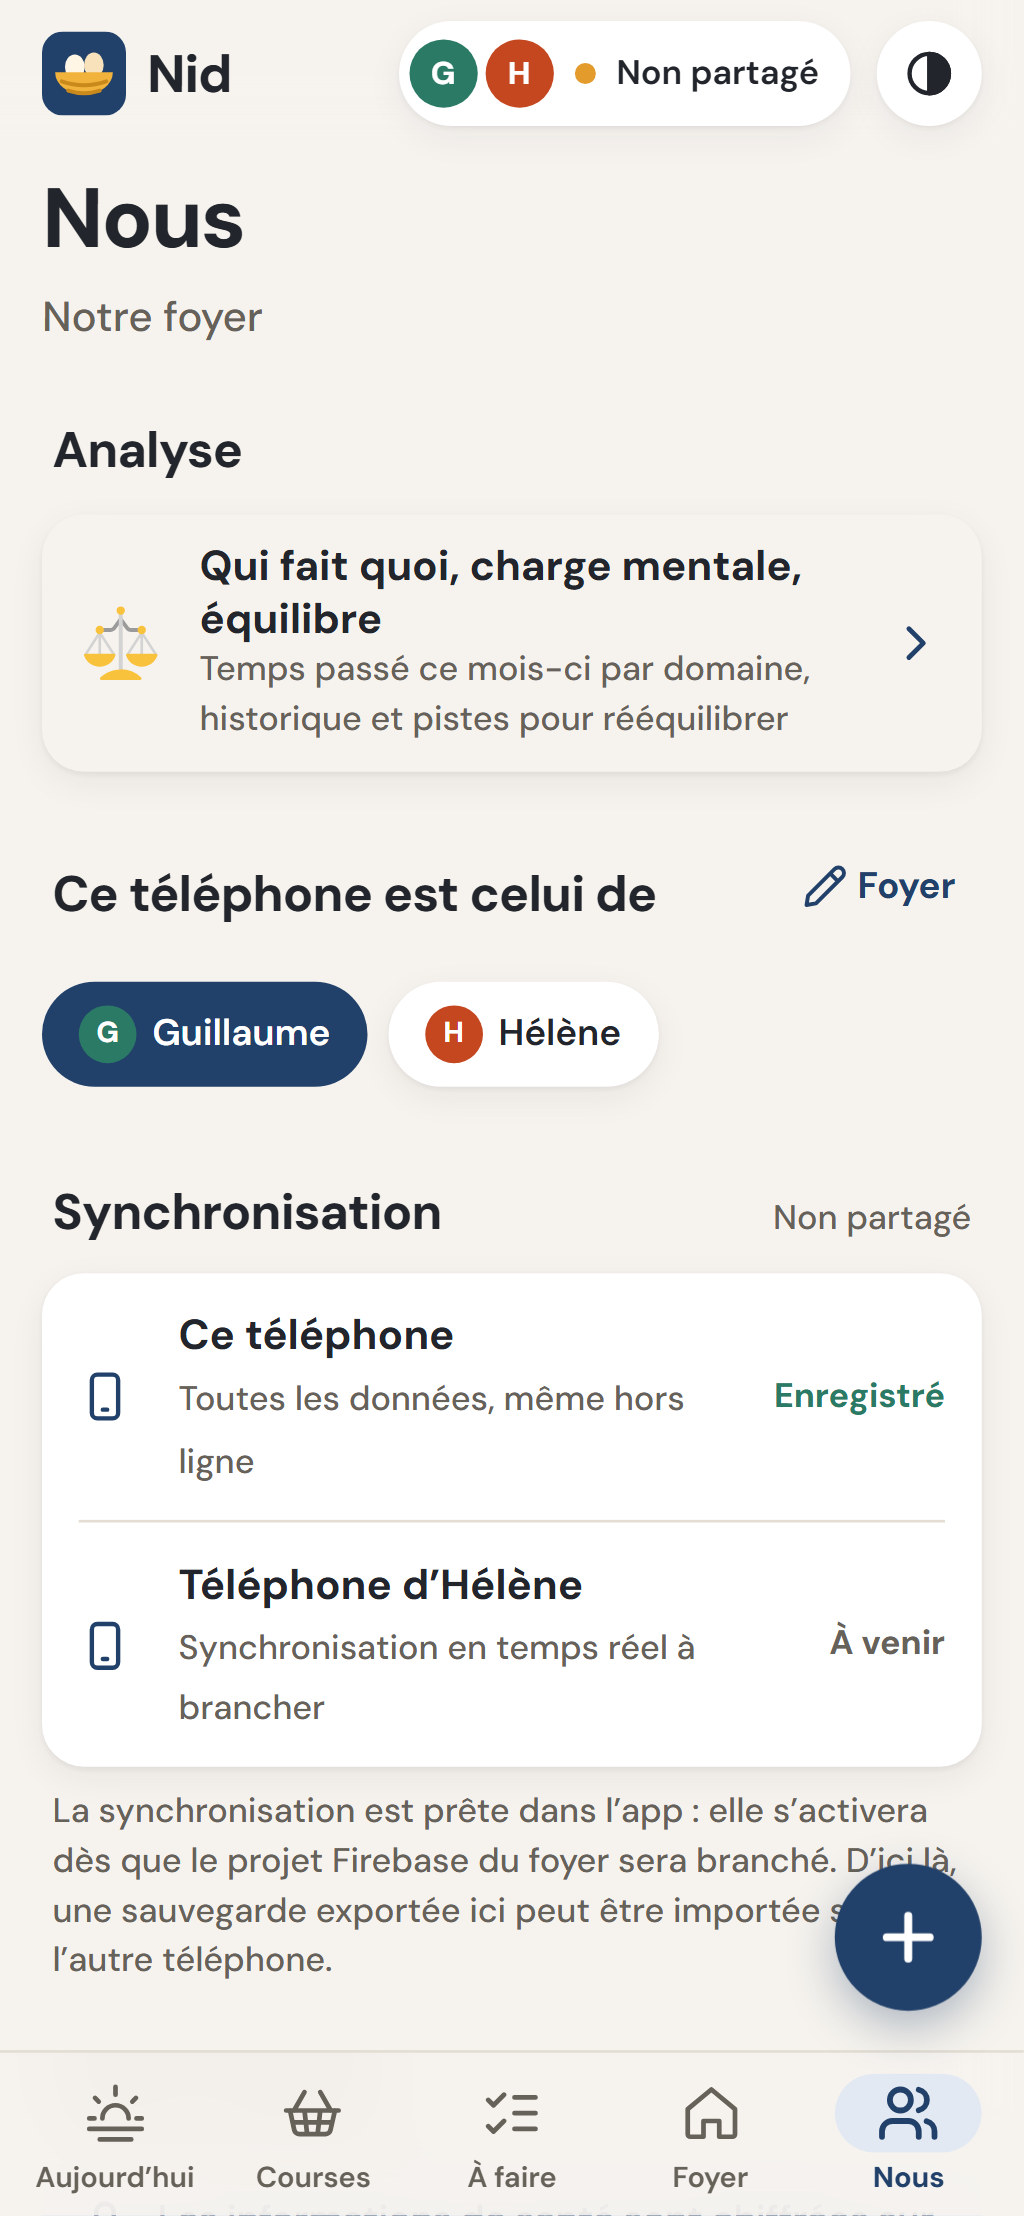 Nid
G H Non partagé
Nous
Notre foyer
Analyse
Qui fait quoi, charge mentale,
équilibre
Temps passé ce mois-ci par domaine,
historique et pistes pour rééquilibrer
Ce téléphone est celui de
Foyer
G Guillaume
H Hélène
Synchronisation
Non partagé
Ce téléphone
Toutes les données, même hors
ligne
Enregistré
Téléphone d’Hélène
Synchronisation en temps réel à
brancher
À venir
La synchronisation est prête dans l’app : elle s’activera
dès que le projet Firebase du foyer sera branché. D’ici là,
une sauvegarde exportée ici peut être importée
l’autre téléphone.
Aujourd’hui
Courses
À faire
Foyer
Nous